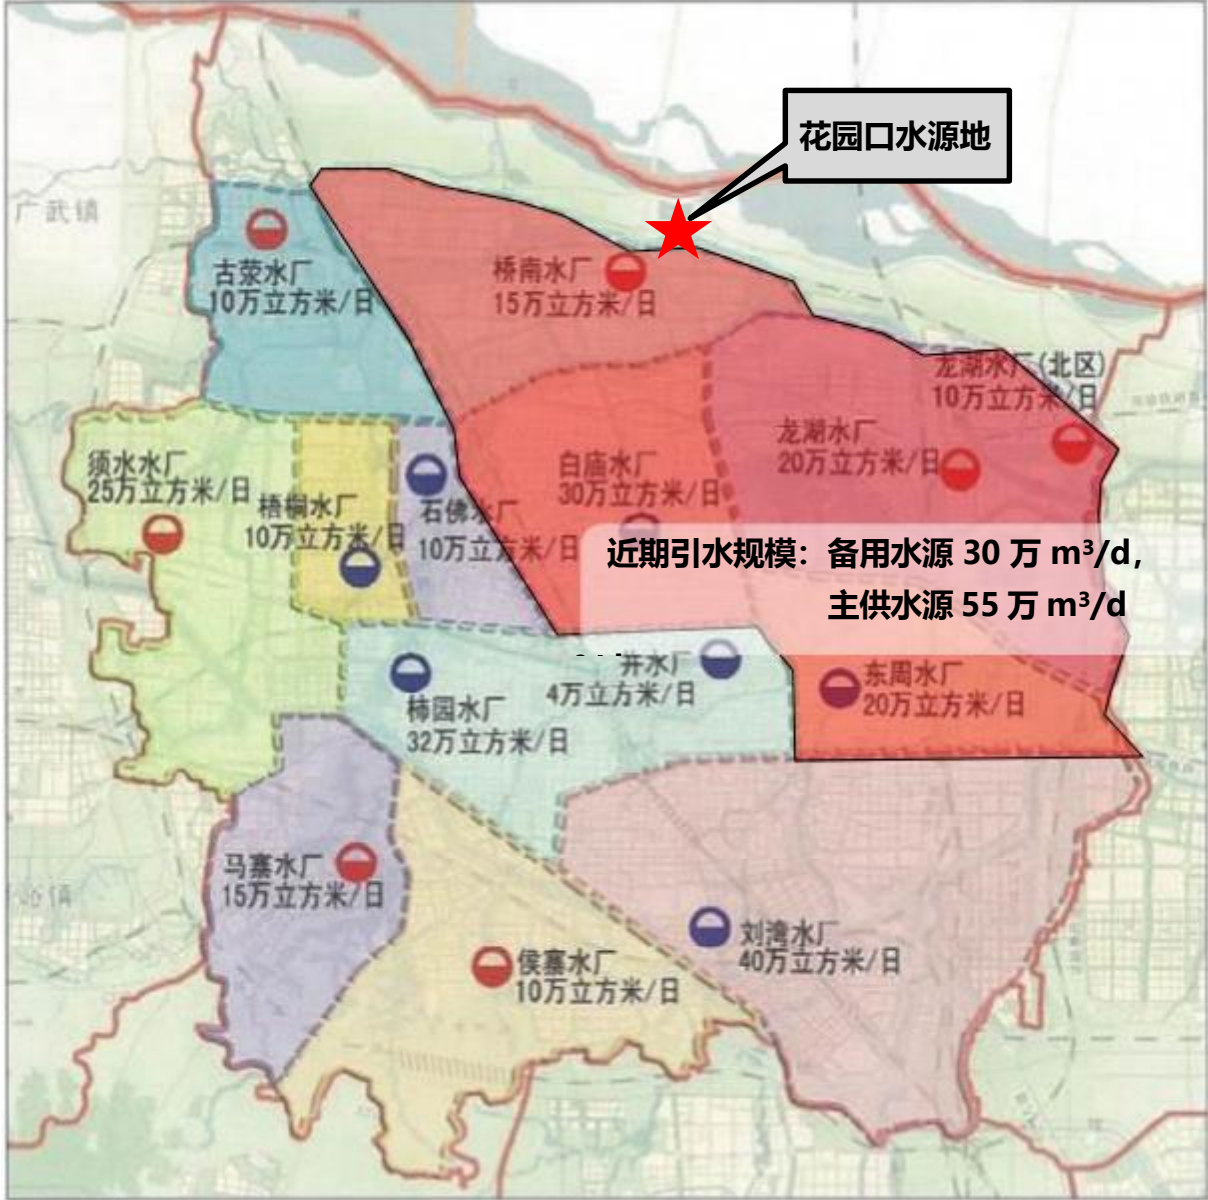 花园口水源地
广武镇
古荥水厂
10万立方米/日
桥南水厂
15万立方米/日
龙湖水厂(北区)
10万立方米/日
龙湖水厂
20万立方米/日
白庙水厂
30万立方米/日
须水水厂
25万立方米/日
梧桐水厂
10万立方米/日
石佛水厂
10万立方米/日
近期引水规模：备用水源 30 万 m³/d，
主供水源 55 万 m³/d
井水厂
4万立方米/日
东周水厂
20万立方米/日
柿园水厂
32万立方米/日
马寨水厂
15万立方米/日
刘湾水厂
40万立方米/日
侯寨水厂
10万立方米/日